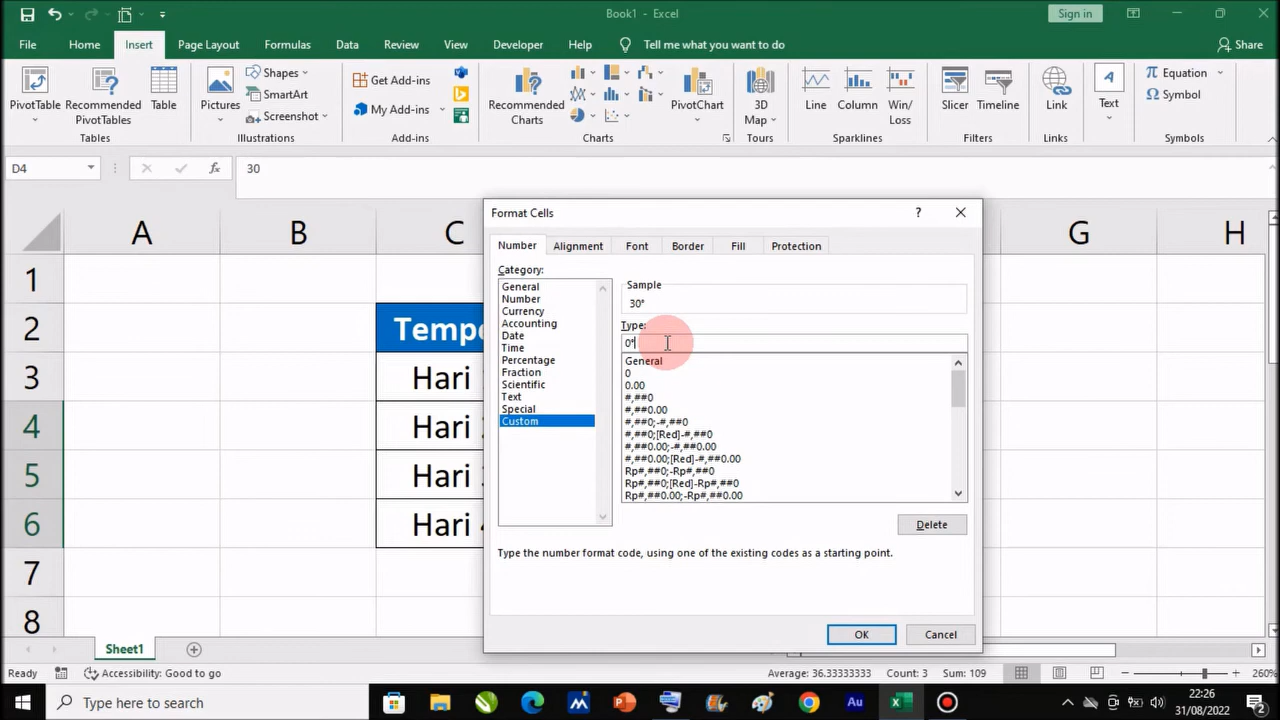 Book1 - Excel
Sign in
File Home Insert Page Layout Formulas Data Review View Developer Help Tell me what you want to do Share
PivotTable
Recommended PivotTables
Table
Tables
Pictures
Shapes
SmartArt
Screenshot
Illustrations
Get Add-ins
My Add-ins
Add-ins
Recommended Charts
PivotChart
Charts
3D Map
Tours
Line
Column
Win/Loss
Sparklines
Slicer
Timeline
Filters
Link
Links
Text
Equation
Symbol
Symbols
D4
fx
30
A B C G H
1
2
3
4
5
6
7
8
Hari
Hari
Hari
Format Cells
?
Number Alignment Font Border Fill Protection
Category:
General
Number
Currency
Accounting
Date
Time
Percentage
Fraction
Scientific
Text
Special
Custom
Sample
30°
Type:
0°
General
0
0.00
#,##0
#,##0.00
#,##0;-#,##0
#,##0;[Red]-#,##0
#,##0.00;-#,##0.00
#,##0.00;[Red]-#,##0.00
Rp#,##0;-Rp#,##0
Rp#,##0;[Red]-Rp#,##0
Rp#,##0.00;-Rp#,##0.00
Delete
Type the number format code, using one of the existing codes as a starting point.
OK
Cancel
Sheet1
Ready
Accessibility: Good to go
Average: 36.33333333 Count: 3 Sum: 109
260%
Type here to search
Au
22:26
31/08/2022
2